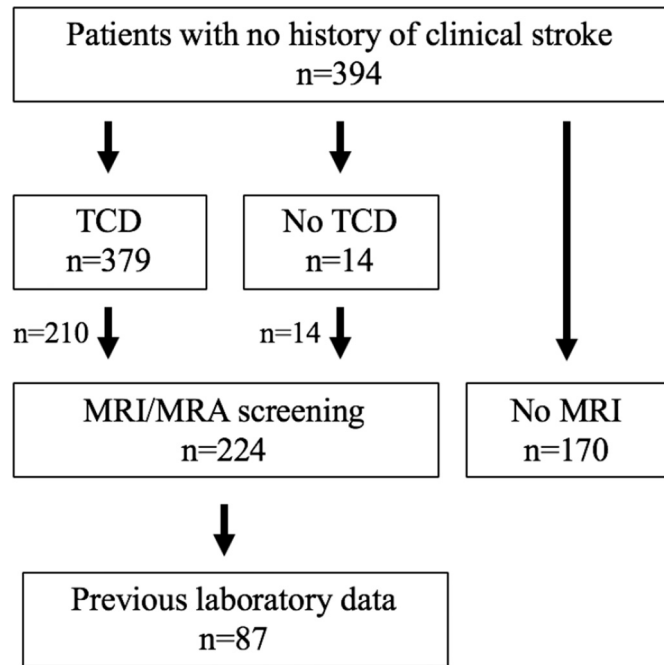 Patients with no history of clinical stroke
n=394
TCD
n=379
No TCD
n=14
n=210
n=14
MRI/MRA screening
n=224
No MRI
n=170
Previous laboratory data
n=87